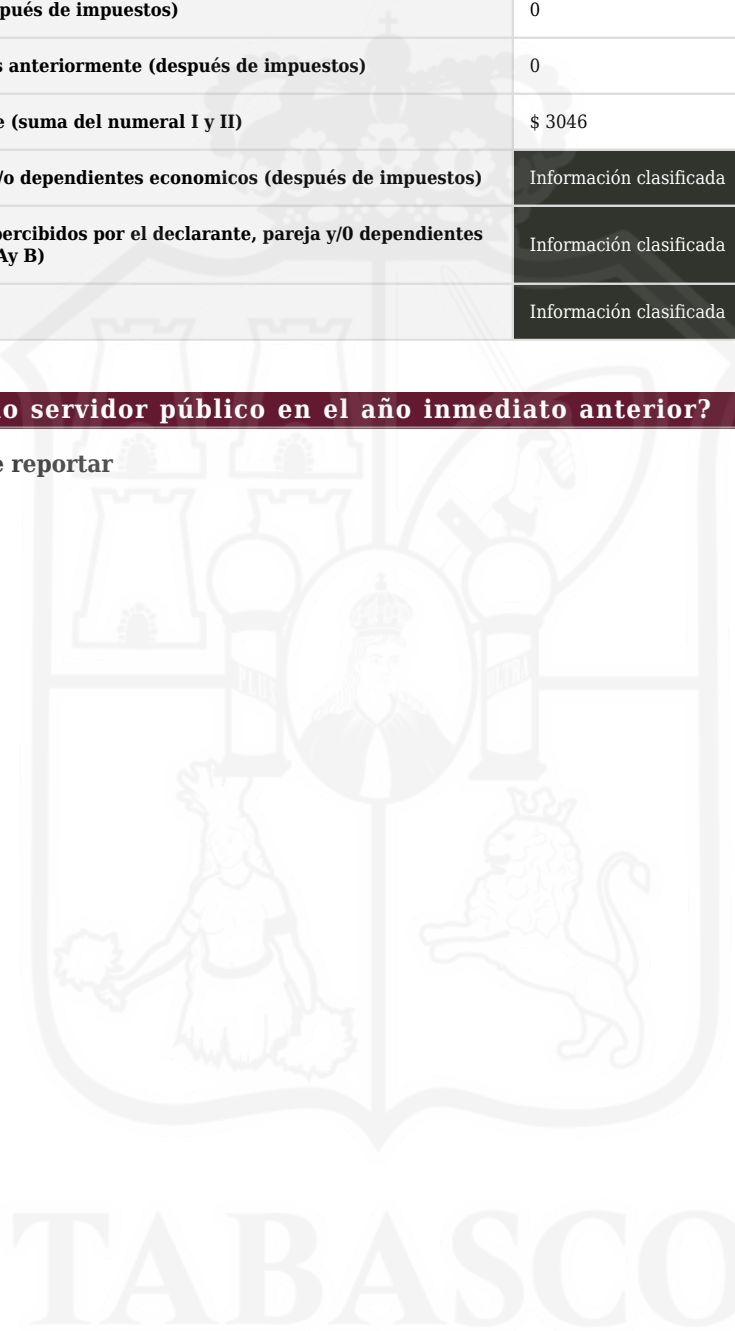 pués de impuestos) 0
s anteriormente (después de impuestos) 0
e (suma del numeral I y II) $ 3046
/o dependientes economicos (después de impuestos) Información clasificada
percibidos por el declarante, pareja y/0 dependientes
Ay B) Información clasificada
Información clasificada
o servidor público en el año inmediato anterior?
e reportar
PLUS ULTRA
TABASCO